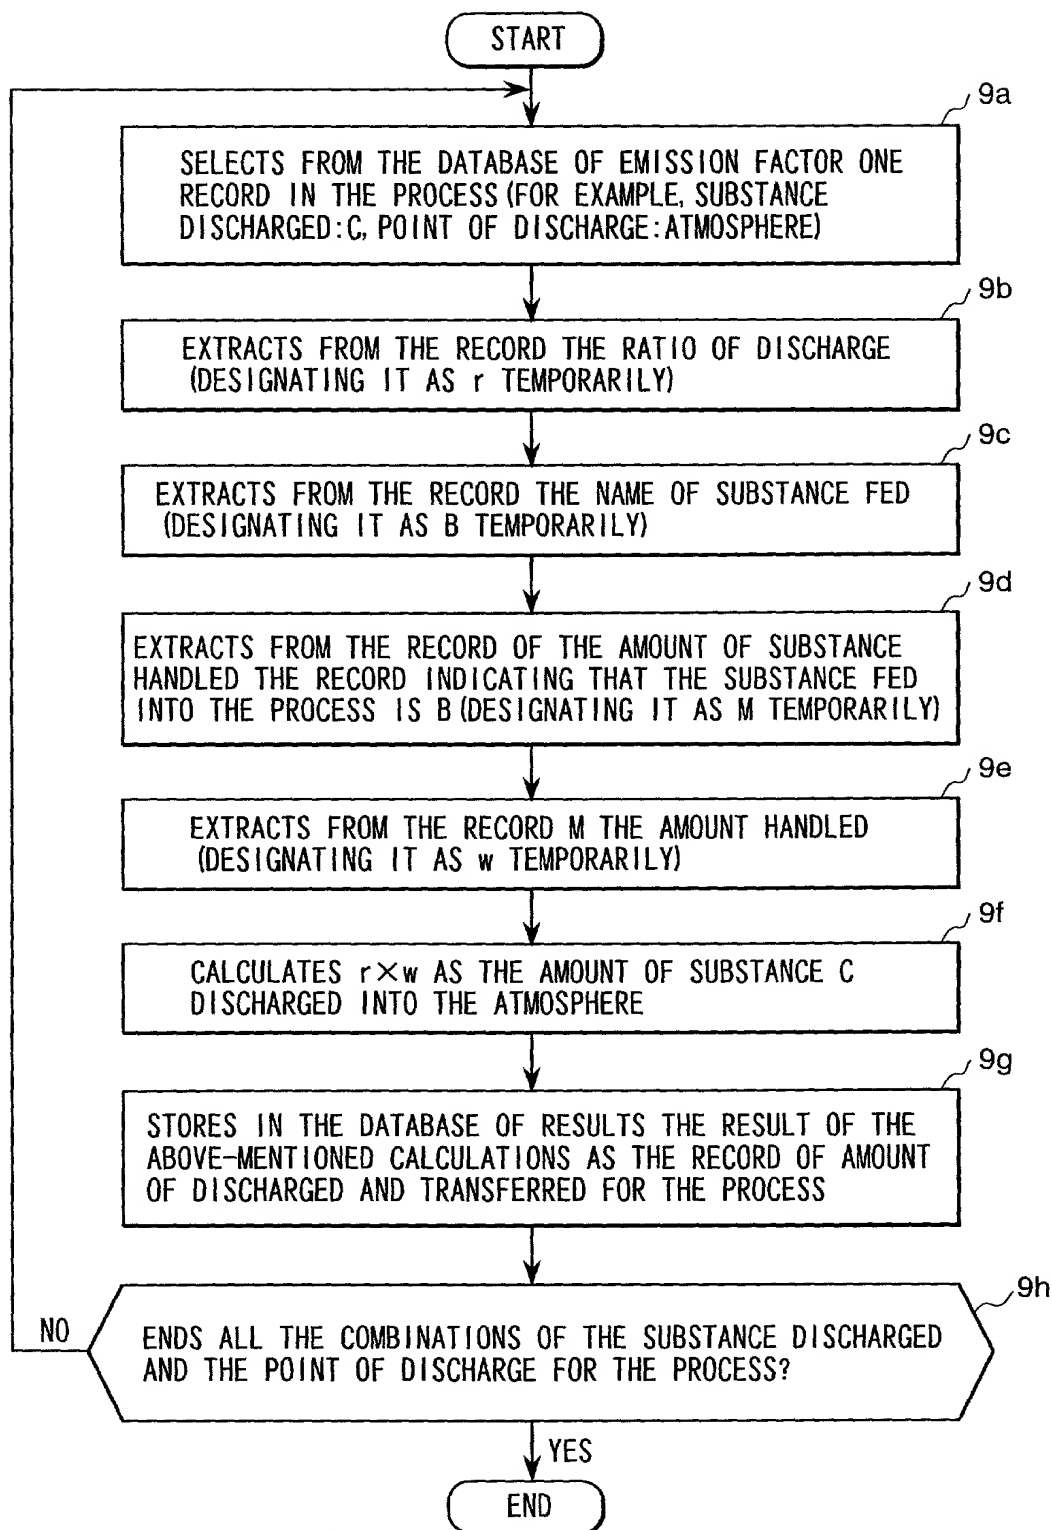 START
9a
SELECTS FROM THE DATABASE OF EMISSION FACTOR ONE
RECORD IN THE PROCESS (FOR EXAMPLE, SUBSTANCE
DISCHARGED:C, POINT OF DISCHARGE:ATMOSPHERE)
9b
EXTRACTS FROM THE RECORD THE RATIO OF DISCHARGE
(DESIGNATING IT AS r TEMPORARILY)
9c
EXTRACTS FROM THE RECORD THE NAME OF SUBSTANCE FED
(DESIGNATING IT AS B TEMPORARILY)
9d
EXTRACTS FROM THE RECORD OF THE AMOUNT OF SUBSTANCE
HANDLED THE RECORD INDICATING THAT THE SUBSTANCE FED
INTO THE PROCESS IS B (DESIGNATING IT AS M TEMPORARILY)
9e
EXTRACTS FROM THE RECORD M THE AMOUNT HANDLED
(DESIGNATING IT AS w TEMPORARILY)
9f
CALCULATES r×w AS THE AMOUNT OF SUBSTANCE C
DISCHARGED INTO THE ATMOSPHERE
9g
STORES IN THE DATABASE OF RESULTS THE RESULT OF THE
ABOVE-MENTIONED CALCULATIONS AS THE RECORD OF AMOUNT
OF DISCHARGED AND TRANSFERRED FOR THE PROCESS
9h
NO
ENDS ALL THE COMBINATIONS OF THE SUBSTANCE DISCHARGED
AND THE POINT OF DISCHARGE FOR THE PROCESS?
YES
END